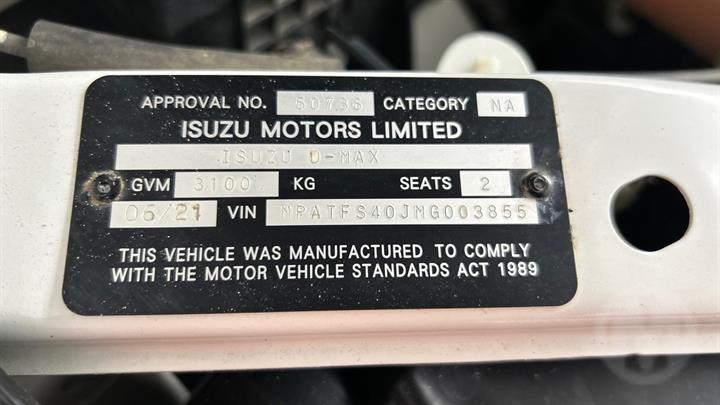 APPROVAL NO. 60736 CATEGORY NA
ISUZU MOTORS LIMITED
ISUZU D-MAX
GVM 3100 KG SEATS 2
06/21 VIN MPATFS40JMG003855
THIS VEHICLE WAS MANUFACTURED TO COMPLY
WITH THE MOTOR VEHICLE STANDARDS ACT 1989